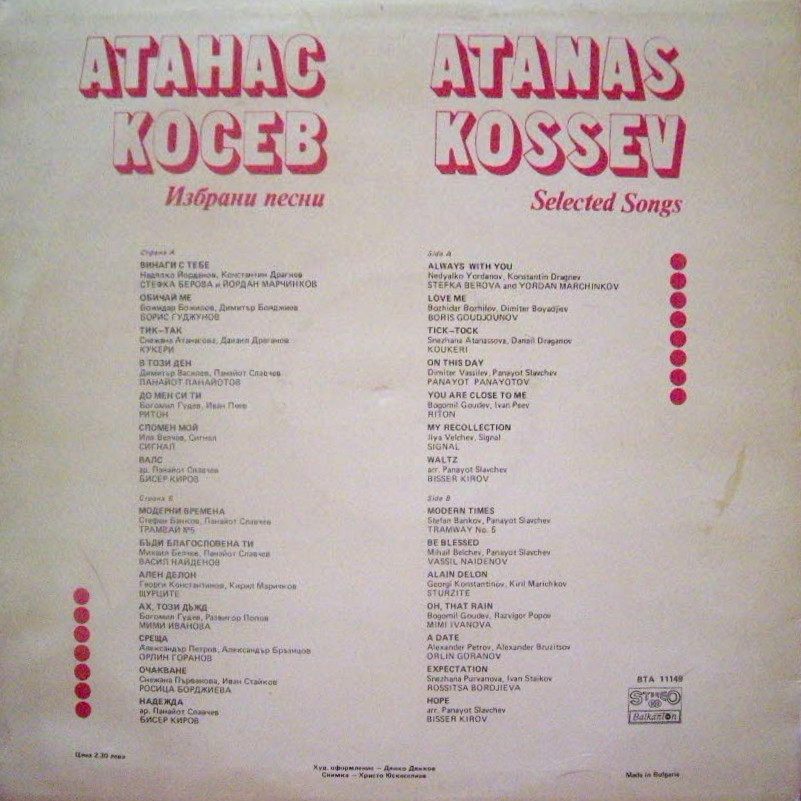 АТАНАС
КОСЕВ
Избрани песни
Страна А
ВИНАГИ С ТЕБЕ
Недялко Йорданов, Константин Драгнев
СТЕФКА БЕРОВА и ЙОРДАН МАРЧИНКОВ
ОБИЧАЙ МЕ
Божидар Божилов, Димитър Бояджиев
БОРИС ГУДЖУНОВ
ТИК–ТАК
Снежана Атанасова, Данаил Драганов
КУКЕРИ
В ТОЗИ ДЕН
Димитър Василев, Панайот Славчев
ПАНАЙОТ ПАНАЙОТОВ
ДО МЕН СИ ТИ
Богомил Гудев, Иван Пеев
РИТОН
СПОМЕН МОЙ
Или Велчев, Сигнал
СИГНАЛ
ВАЛС
ар. Панайот Славчев
БИСЕР КИРОВ
Страна Б
МОДЕРНИ ВРЕМЕНА
Стефан Банков, Панайот Славчев
ТРАМВАЙ №5
БЪДИ БЛАГОСЛОВЕНА ТИ
Михаил Белчев, Панайот Славчев
ВАСИЛ НАЙДЕНОВ
АЛЕН ДЕЛОН
Георги Константинов, Кирил Маричков
ЩУРЦИТЕ
АХ, ТОЗИ ДЪЖД
Богомил Гудев, Развигор Попов
МИМИ ИВАНОВА
СРЕЩА
Александър Петров, Александър Бръзицов
ОРЛИН ГОРАНОВ
ОЧАКВАНЕ
Снежана Първанова, Иван Стайков
РОСИЦА БОРДЖИЕВА
НАДЕЖДА
ар. Панайот Славчев
БИСЕР КИРОВ
Цена 2.30 лева
ATANAS
KOSSEV
Selected Songs
Side A
ALWAYS WITH YOU
Nedyalko Yordanov, Konstantin Dragnev
STEFKA BEROVA and YORDAN MARCHINKOV
LOVE ME
Bozhidar Bozhilov, Dimiter Boyadjiev
BORIS GOUDJOUNOV
TICK–TOCK
Snezhana Atanassova, Danail Draganov
KOUKERI
ON THIS DAY
Dimiter Vassilev, Panayot Slavchev
PANAYOT PANAYOTOV
YOU ARE CLOSE TO ME
Bogomil Goudev, Ivan Peev
RITON
MY RECOLLECTION
Ilya Velchev, Signal
SIGNAL
WALTZ
arr. Panayot Slavchev
BISSER KIROV
Side B
MODERN TIMES
Stefan Bankov, Panayot Slavchev
TRAMWAY No. 5
BE BLESSED
Mihail Belchev, Panayot Slavchev
VASSIL NAIDENOV
ALAIN DELON
Georgi Konstantinov, Kiril Marichkov
STURZITE
OH, THAT RAIN
Bogomil Goudev, Razvigor Popov
MIMI IVANOVA
A DATE
Alexander Petrov, Alexander Bruzitsov
ORLIN GORANOV
EXPECTATION
Snezhana Purvanova, Ivan Staikov
ROSSITSA BORDJIEVA
HOPE
arr. Panayot Slavchev
BISSER KIROV
ВТА 11149
STEREO
Balkanton
Худ. оформление – Дянко
Снимка – Христо
Made in Bulgaria